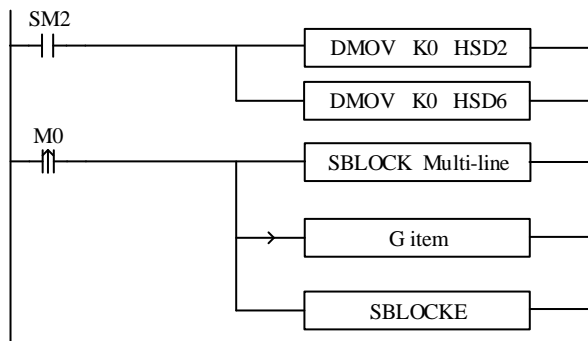 SM2
DMOV K0 HSD2
DMOV K0 HSD6
M0
SBLOCK Multi-line
G item
SBLOCKE